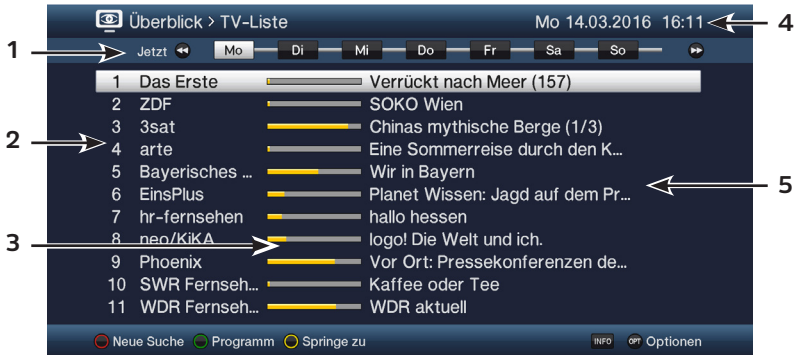 Überblick > TV-Liste Mo 14.03.2016 16:11 4
1 Jetzt Mo Di Mi Do Fr Sa So
1 Das Erste Verrückt nach Meer (157)
2 ZDF SOKO Wien
3 3sat Chinas mythische Berge (1/3)
2 4 arte Eine Sommerreise durch den K...
5 Bayerisches ... Wir in Bayern
6 EinsPlus Planet Wissen: Jagd auf dem Pr... 5
7 hr-fernsehen hallo hessen
3 8 neo/KiKA logo! Die Welt und ich.
9 Phoenix Vor Ort: Pressekonferenzen de...
10 SWR Fernseh... Kaffee oder Tee
11 WDR Fernseh... WDR aktuell
Neue Suche Programm Springe zu INFO OPT Optionen